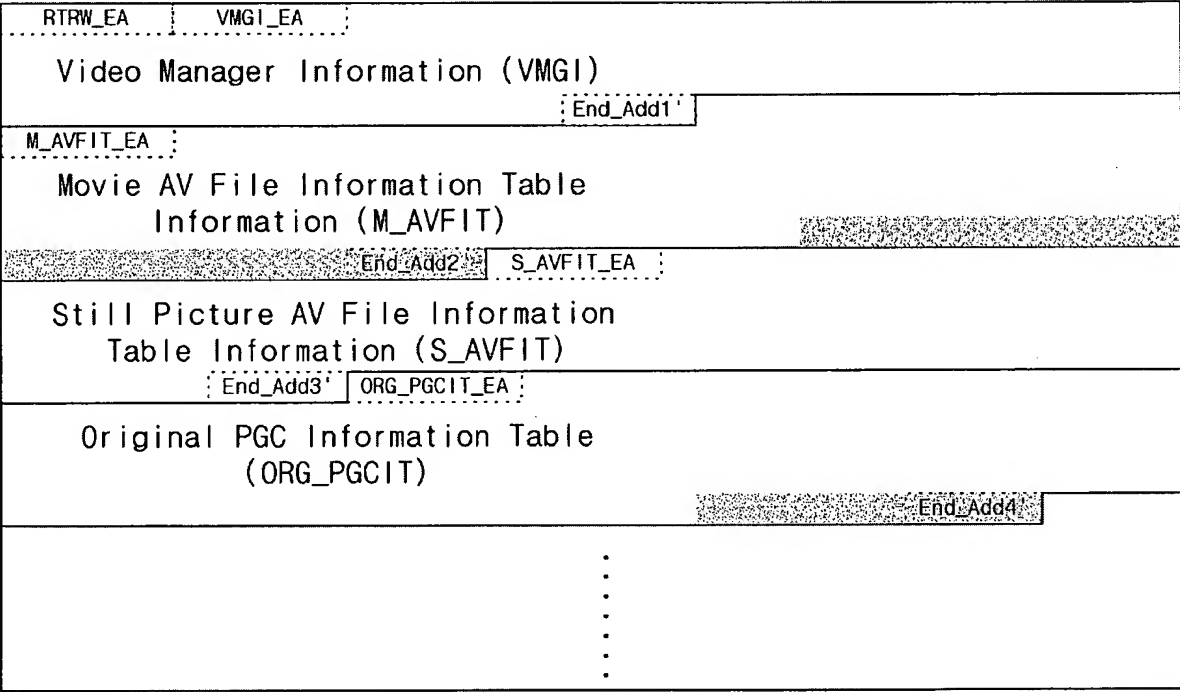 RTRW_EA VMGI_EA
Video Manager Information (VMGI)
End_Add1'
M_AVFIT_EA
Movie AV File Information Table
Information (M_AVFIT)
End_Add2' S_AVFIT_EA
Still Picture AV File Information
Table Information (S_AVFIT)
End_Add3' ORG_PGCIT_EA
Original PGC Information Table
(ORG_PGCIT)
End_Add4'